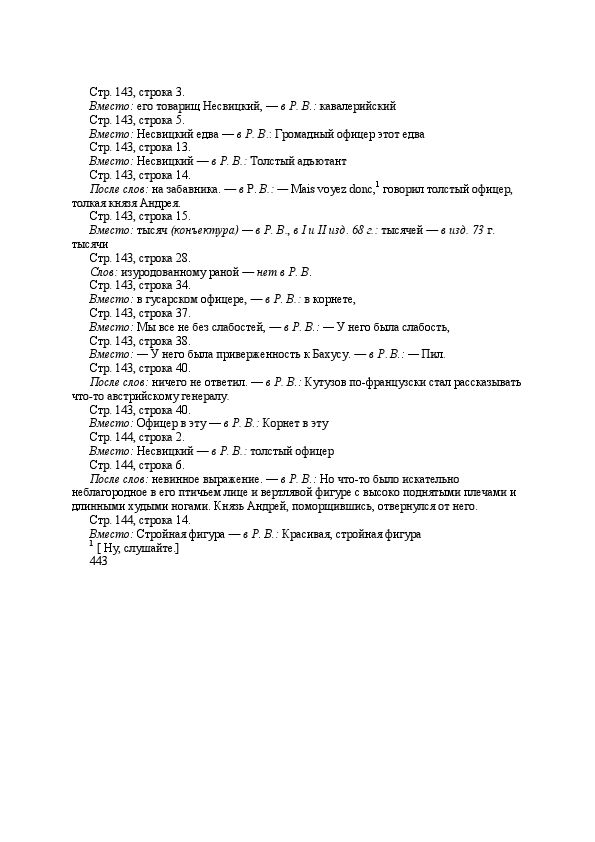 Стр. 143, строка 3.
Вместо: его товарищ Несвицкий, — в Р. В.: кавалерийский
Стр. 143, строка 5.
Вместо: Несвицкий едва — в Р. В.: Громадный офицер этот едва
Стр. 143, строка 13.
Вместо: Несвицкий — в Р. В.: Толстый адъютант
Стр. 143, строка 14.
После слов: на забавника. — в Р. В.: — Mais voyez donc,¹ говорил толстый офицер,
толкая князя Андрея.
Стр. 143, строка 15.
Вместо: тысяч (конъектура) — в Р. В., в I и II изд. 68 г.: тысячей — в изд. 73 г.
тысячи
Стр. 143, строка 28.
Слов: изуродованному раной — нет в Р. В.
Стр. 143, строка 34.
Вместо: в гусарском офицере, — в Р. В.: в корнете,
Стр. 143, строка 37.
Вместо: Мы все не без слабостей, — в Р. В.: — У него была слабость,
Стр. 143, строка 38.
Вместо: — У него была приверженность к Бахусу. — в Р. В.: — Пил.
Стр. 143, строка 40.
После слов: ничего не ответил. — в Р. В.: Кутузов по-французски стал рассказывать
что-то австрийскому генералу.
Стр. 143, строка 40.
Вместо: Офицер в эту — в Р. В.: Корнет в эту
Стр. 144, строка 2.
Вместо: Несвицкий — в Р. В.: толстый офицер
Стр. 144, строка 6.
После слов: невинное выражение. — в Р. В.: Но что-то было искательно
неблагородное в его птичьем лице и вертлявой фигуре с высоко поднятыми плечами и
длинными худыми ногами. Князь Андрей, поморщившись, отвернулся от него.
Стр. 144, строка 14.
Вместо: Стройная фигура — в Р. В.: Красивая, стройная фигура
¹ [ Ну, слушайте.]
443